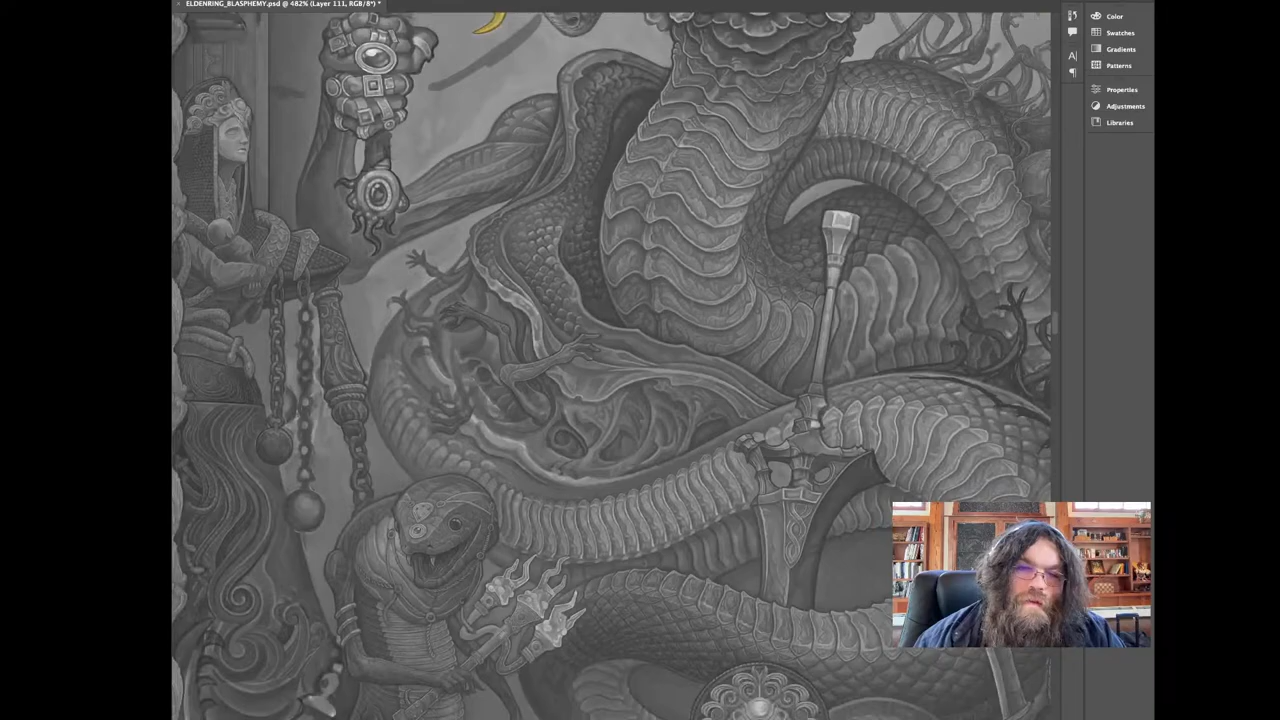 ELDENRING_BLASPHEMY.psd @ 482% (Layer 111, RGB/8*) *
Color
Swatches
Gradients
Patterns
Properties
Adjustments
Libraries